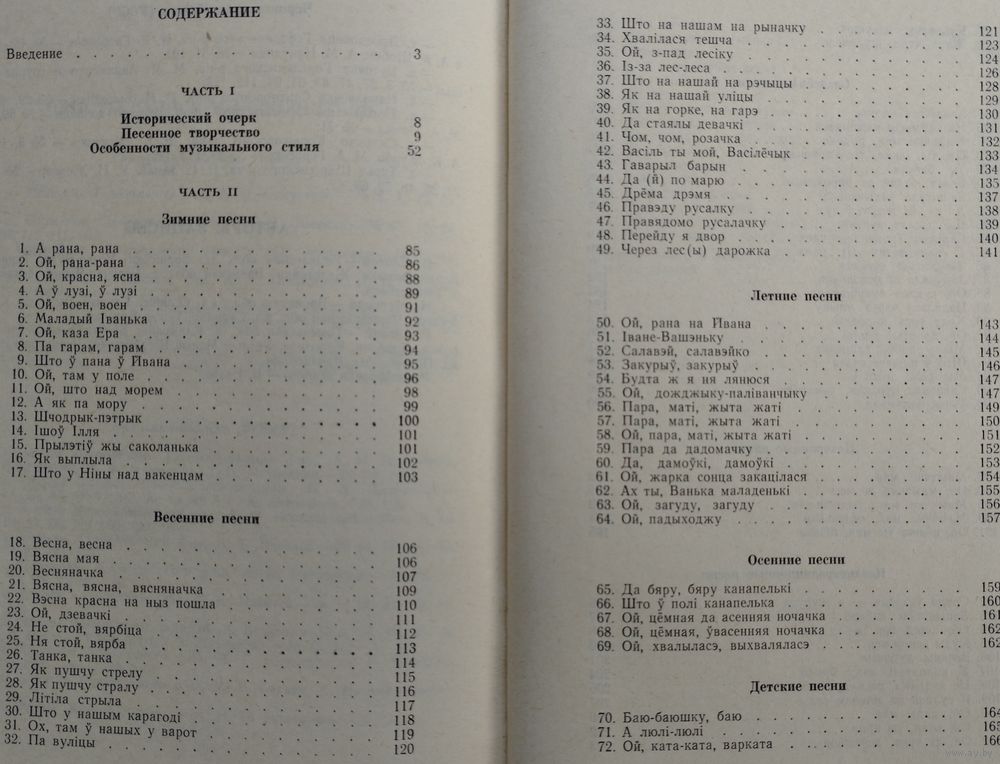 СОДЕРЖАНИЕ
Введение . . . . . . . . . . . . . . . . 3
ЧАСТЬ I
Исторический очерк 8
Песенное творчество 9
Особенности музыкального стиля 52
ЧАСТЬ II
Зимние песни
1. А рана, рана . . . . . . . . . . 85
2. Ой, рана-рана . . . . . . . . . . 86
3. Ой, красна, ясна . . . . . . . . . . 88
4. А ў лузі, ў лузі . . . . . . . . . . 89
5. Ой, воен, воен . . . . . . . . . . 91
6. Маладый Іванька . . . . . . . . . . 92
7. Ой, каза Ера . . . . . . . . . . 93
8. Па гарам, гарам . . . . . . . . . . 94
9. Што ў пана ў Йвана . . . . . . . . . . 95
10. Ой, там у поле . . . . . . . . . . 96
11. Ой, што над морем . . . . . . . . . . 98
12. А як па мору . . . . . . . . . . 99
13. Шчодрык-пэтрык . . . . . . . . . . 100
14. Ішоў Ілля . . . . . . . . . . 101
15. Прылэтіў жы саколанька . . . . . . . . 101
16. Як выплыла . . . . . . . . . . 102
17. Што у Ніны над вакенцам . . . . . . . . 103
Весенние песни
18. Весна, весна . . . . . . . . . . 106
19. Вясна мая . . . . . . . . . . 106
20. Весняначка . . . . . . . . . . 107
21. Вясна, вясна, вясняначка . . . . . . . . 109
22. Вэсна красна на ныз пошла . . . . . . . . 110
23. Ой, дзевачкі . . . . . . . . . . 111
24. Не стой, вярбіца . . . . . . . . . . 112
25. Ня стой, вярба . . . . . . . . . . 113
26. Танка, танка . . . . . . . . . . 114
27. Як пушчу стрелу . . . . . . . . . . 115
28. Як пушчу стралу . . . . . . . . . . 116
29. Літіла стрыла . . . . . . . . . . 117
30. Што у нашым карагоді . . . . . . . . . . 118
31. Ох, там ў нашых у варот . . . . . . . . 119
32. Па вуліцы . . . . . . . . . . 120
33. Што на нашам на рыначку . . . . . . . . 121
34. Хвалілася тешча . . . . . . . . . . 123
35. Ой, з-пад лесіку . . . . . . . . . . 124
36. Із-за лес-леса . . . . . . . . . . 126
37. Што на нашай на рэчыцы . . . . . . . . 128
38. Як на нашай уліцы . . . . . . . . . . 129
39. Як на горке, на гарэ . . . . . . . . . . 130
40. Да стаялы девачкі . . . . . . . . . . 131
41. Чом, чом, розачка . . . . . . . . . . 132
42. Васіль ты мой, Васілёчык . . . . . . . . 133
43. Гаварыл барын . . . . . . . . . . 134
44. Да (й) по марю . . . . . . . . . . 135
45. Дрёма дрэмя . . . . . . . . . . 137
46. Правэду русалку . . . . . . . . . . 138
47. Правядомо русалачку . . . . . . . . . . 139
48. Перейду я двор . . . . . . . . . . 140
49. Через лес(ы) дарожка . . . . . . . . . . 141
Летние песни
50. Ой, рана на Йвана . . . . . . . . . . 143
51. Іване-Вашэньку . . . . . . . . . . 144
52. Салавэй, салавэйко . . . . . . . . . . 145
53. Закурыў, закурыў . . . . . . . . . . 146
54. Будта ж я ня лянюся . . . . . . . . . . 147
55. Ой, дожджыку-паліванчыку . . . . . . . . 147
56. Пара, маті, жыта жаті . . . . . . . . . . 149
57. Пара, маті, жыта жаті . . . . . . . . . . 150
58. Ой, пара, маті, жыта жаті . . . . . . . . 151
59. Пара да дадомачку . . . . . . . . . . 152
60. Да, дамоўкі, дамоўкі . . . . . . . . . . 153
61. Ой, жарка сонца закацілася . . . . . . . . 154
62. Ах ты, Ванька маладенькі . . . . . . . . 155
63. Ой, загуду, загуду . . . . . . . . . . 156
64. Ой, падыходжу . . . . . . . . . . 157
Осенние песни
65. Да бяру, бяру канапелькі . . . . . . . . 159
66. Што ў полі канапелька . . . . . . . . . . 160
67. Ой, цёмная да асенняя ночачка . . . . . . 161
68. Ой, цёмная, ўвасенняя ночачка . . . . . . 162
69. Ой, хвалыласэ, выхваляласэ . . . . . . . . 162
Детские песни
70. Баю-баюшку, баю . . . . . . . . . . 164
71. А люлі-люлі . . . . . . . . . . 165
72. Ой, ката-ката, варката . . . . . . . . . . 166
www.ay.by